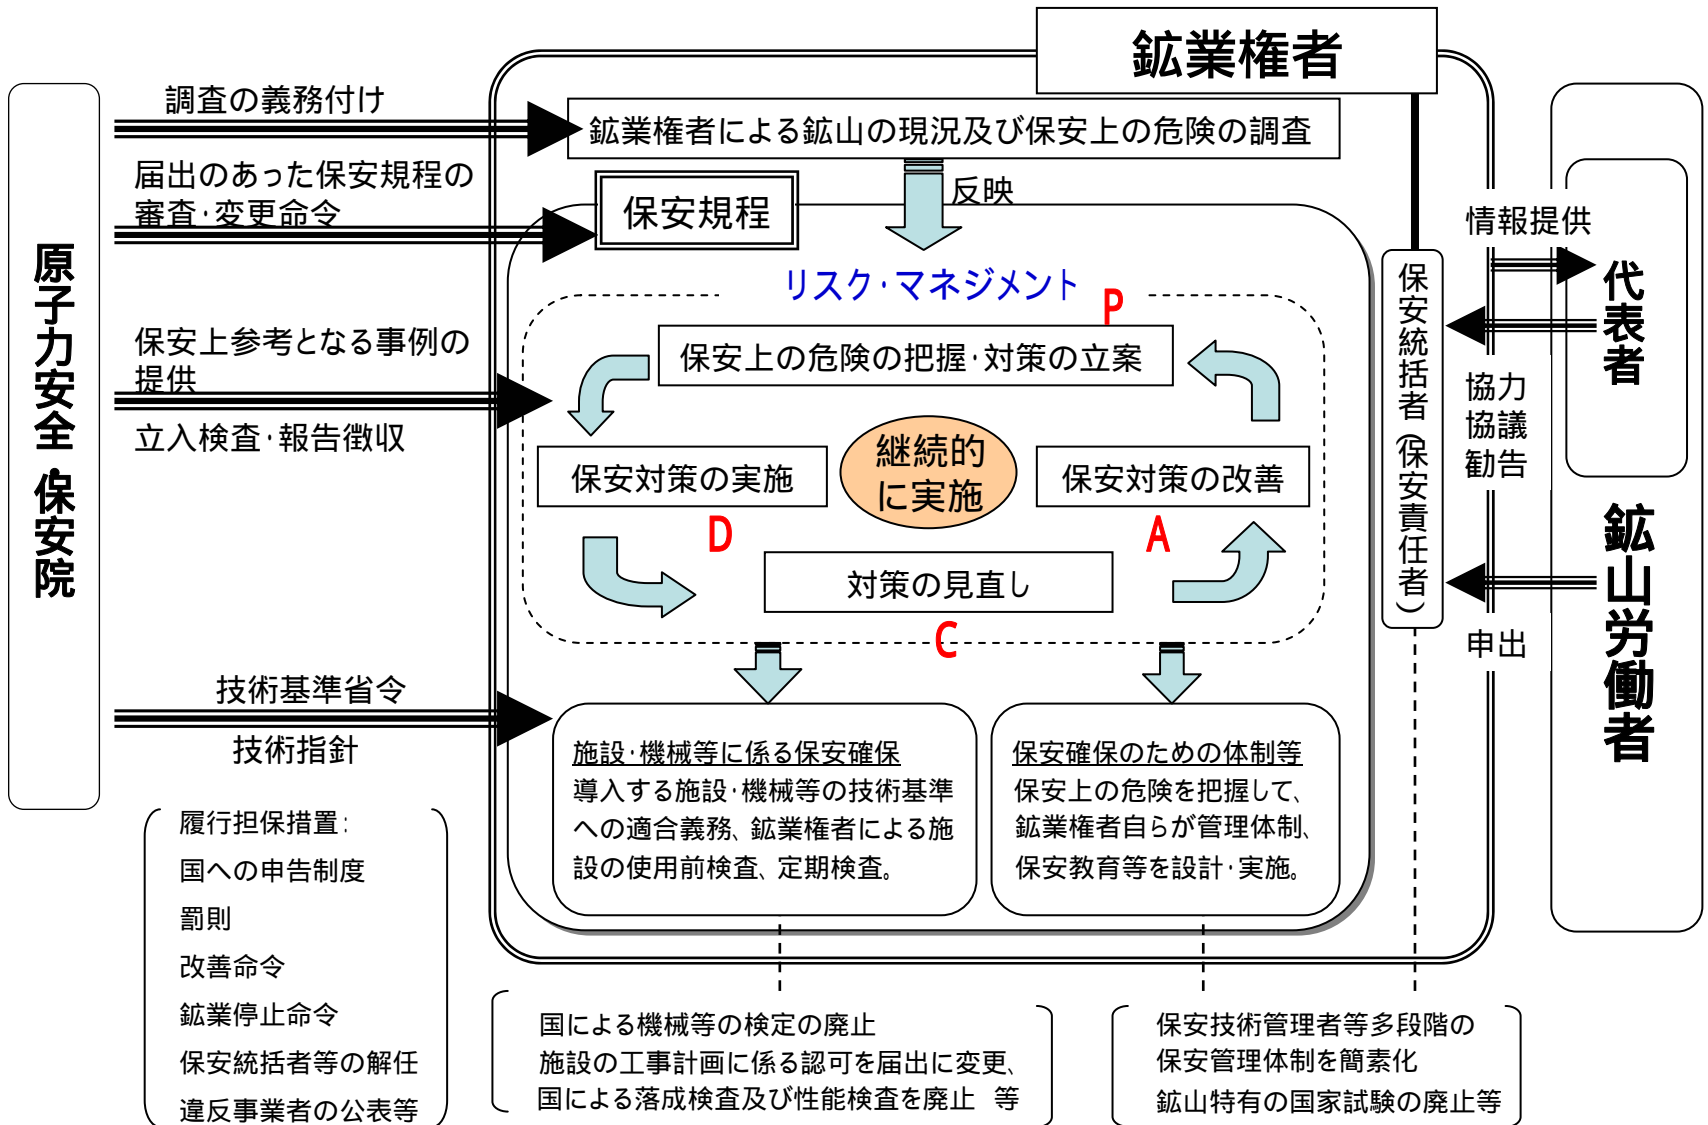 鉱業権者
調査の義務付け
鉱業権者による鉱山の現況及び保安上の危険の調査
届出のあった保安規程の
審査・変更命令
保安規程
反映
情報提供
リスク・マネジメント
P
原子力安全・保安院
保安上参考となる事例の
提供
立入検査・報告徴収
保安上の危険の把握・対策の立案
保安対策の実施
D
継続的
に実施
保安対策の改善
A
対策の見直し
C
保安統括者(保安責任者)
代表者
協力
協議
勧告
鉱山労働者
申出
技術基準省令
技術指針
施設・機械等に係る保安確保
導入する施設・機械等の技術基準
への適合義務、鉱業権者による施
設の使用前検査、定期検査。
保安確保のための体制等
保安上の危険を把握して、
鉱業権者自らが管理体制、
保安教育等を設計・実施。
履行担保措置:
国への申告制度
罰則
改善命令
鉱業停止命令
保安統括者等の解任
違反事業者の公表等
国による機械等の検定の廃止
施設の工事計画に係る認可を届出に変更、
国による落成検査及び性能検査を廃止 等
保安技術管理者等多段階の
保安管理体制を簡素化
鉱山特有の国家試験の廃止等